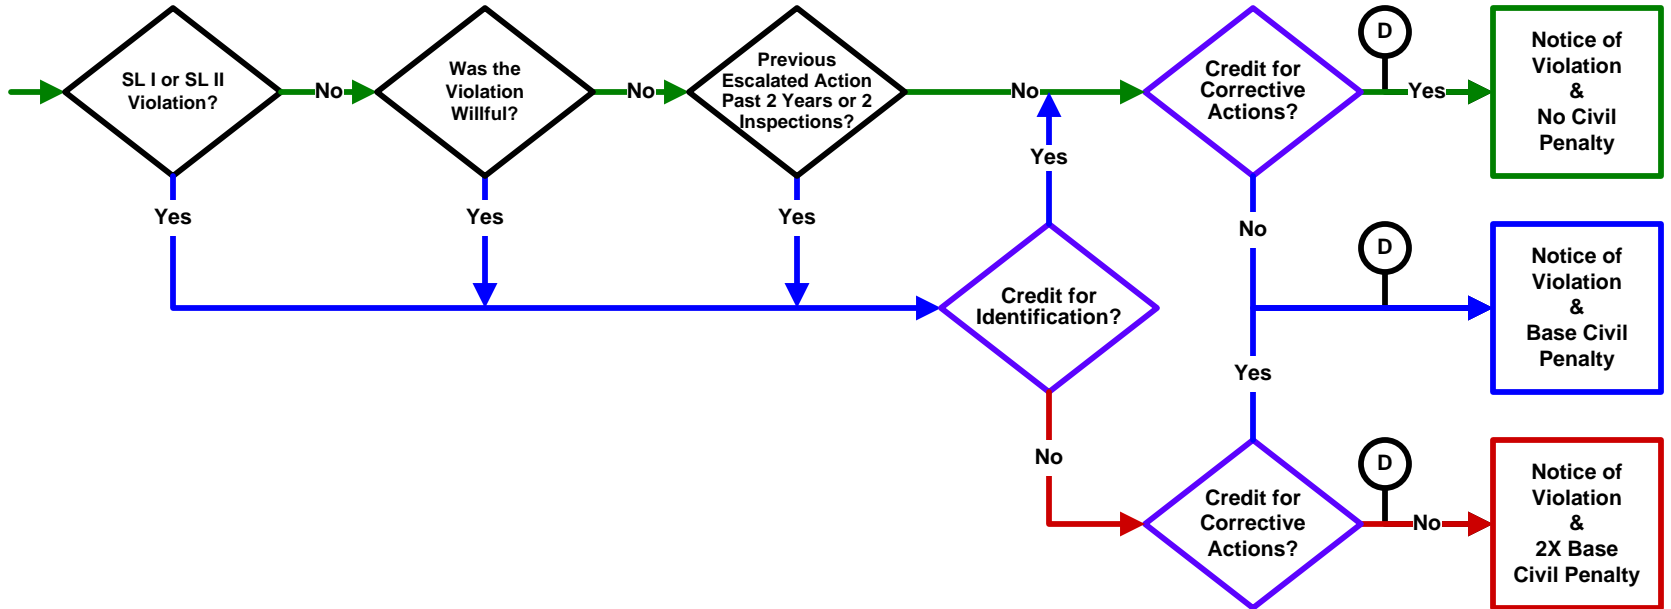 SL I or SL II
Violation?
No
Was the
Violation
Willful?
No
Previous
Escalated Action
Past 2 Years or 2
Inspections?
No
Credit for
Corrective
Actions?
D
Yes
Notice of
Violation
&
No Civil
Penalty
Yes
Yes
Yes
Yes
No
Credit for
Identification?
D
Notice of
Violation
&
Base Civil
Penalty
Yes
No
Credit for
Corrective
Actions?
D
No
Notice of
Violation
&
2X Base
Civil Penalty